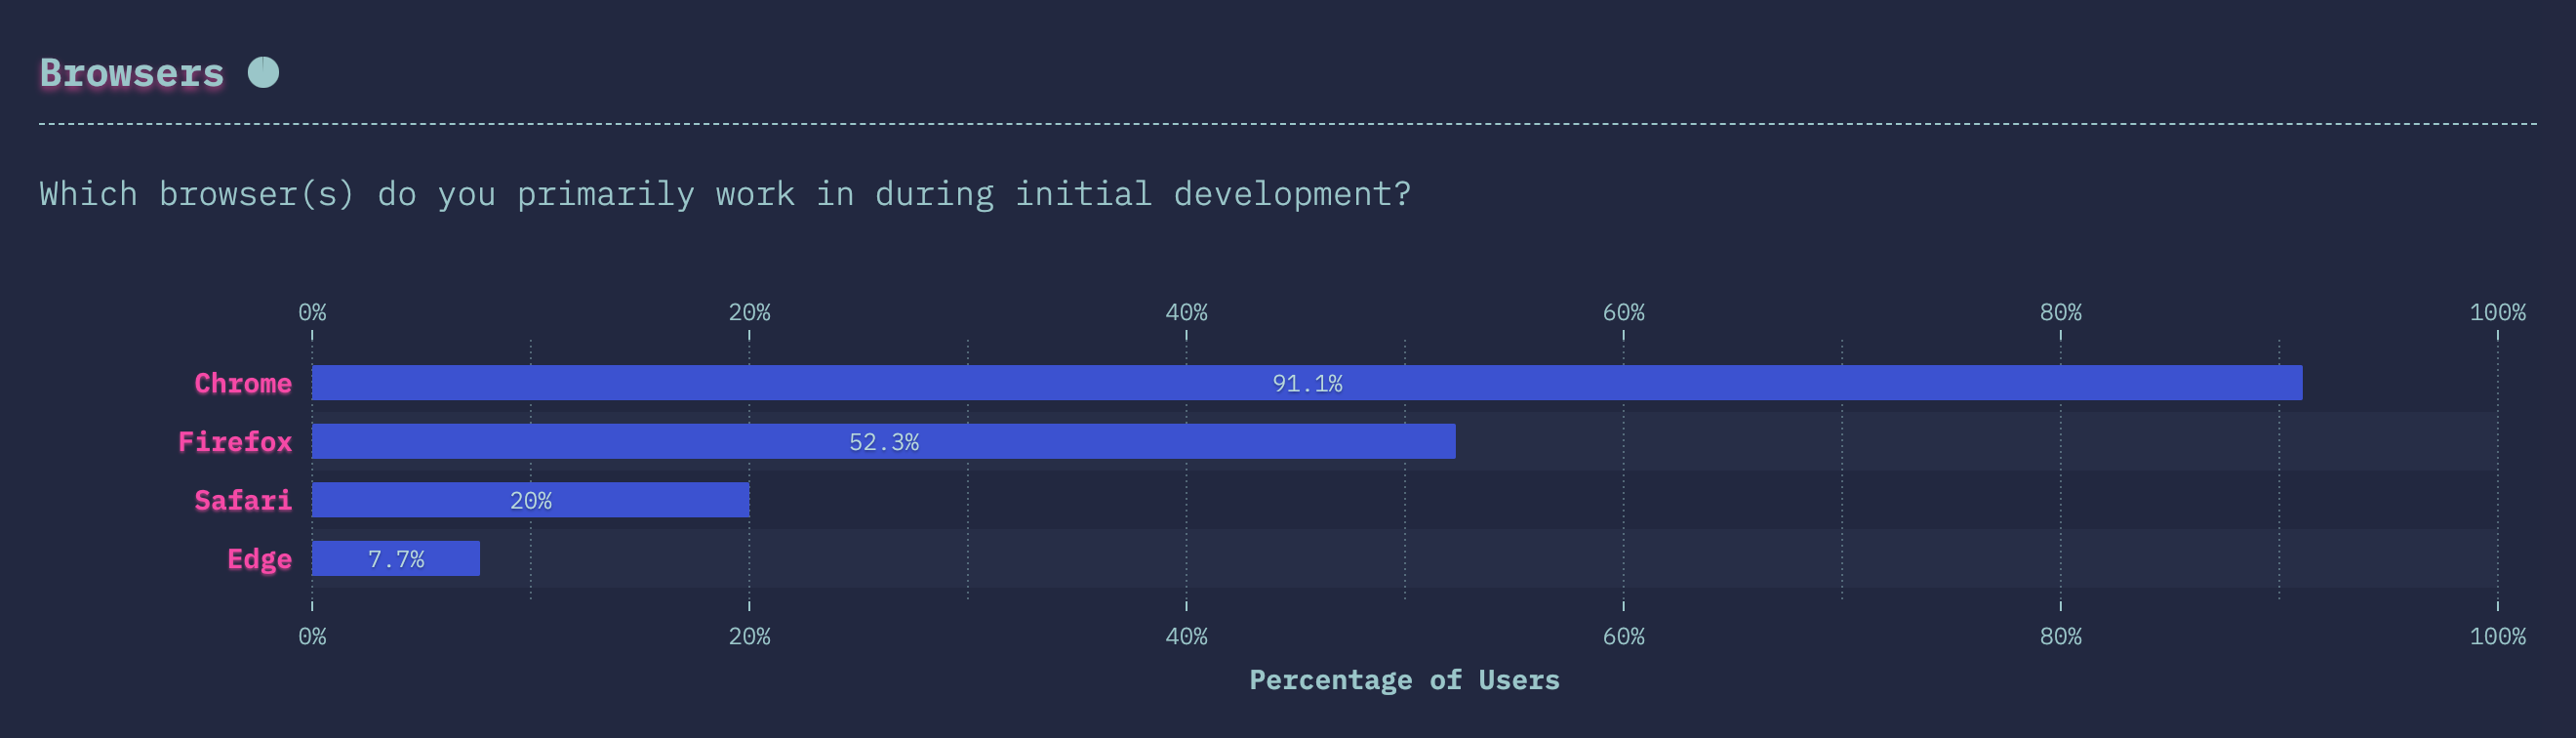 Browsers
Which browser(s) do you primarily work in during initial development?
0% 20% 40% 60% 80% 100%
Chrome 91.1%
Firefox 52.3%
Safari 20%
Edge 7.7%
0% 20% 40% 60% 80% 100%
Percentage of Users